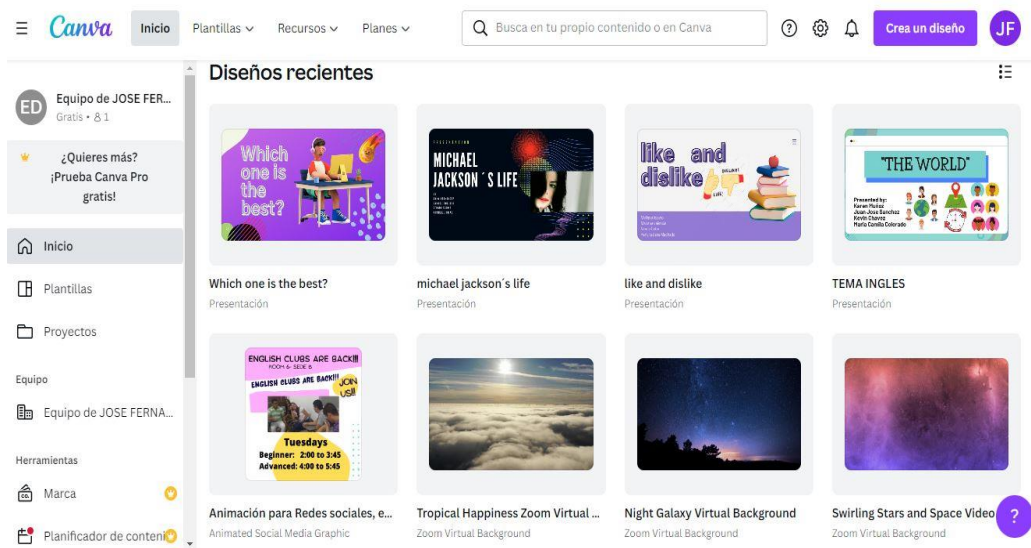 Canva
Inicio
Plantillas
Recursos
Planes
Busca en tu propio contenido o en Canva
Crea un diseño
JF
ED
Equipo de JOSE FER...
Gratis • 1
¿Quieres más?
¡Prueba Canva Pro
gratis!
Inicio
Plantillas
Proyectos
Equipo
Equipo de JOSE FERNA...
Herramientas
Marca
Planificador de conteni
Diseños recientes
Which
one is
the
best?
Which one is the best?
Presentación
MICHAEL
JACKSON ´S LIFE
michael jackson´s life
Presentación
like and
dislike
like and dislike
Presentación
"THE WORLD"
Presented by:
Karen Muñoz
Juan Jose Sanchez
Kevin Chavez
Maria Camila Colorado
TEMA INGLES
Presentación
ENGLISH CLUBS ARE BACK!!!
ROOM 6- SEDE B
ENGLISH CLUBS ARE BACK!!!
JOIN
US!!
Tuesdays
Beginner: 2:00 to 3:45
Advanced: 4:00 to 5:45
Animación para Redes sociales, e...
Animated Social Media Graphic
Tropical Happiness Zoom Virtual ...
Zoom Virtual Background
Night Galaxy Virtual Background
Zoom Virtual Background
Swirling Stars and Space Video
Zoom Virtual Background
?